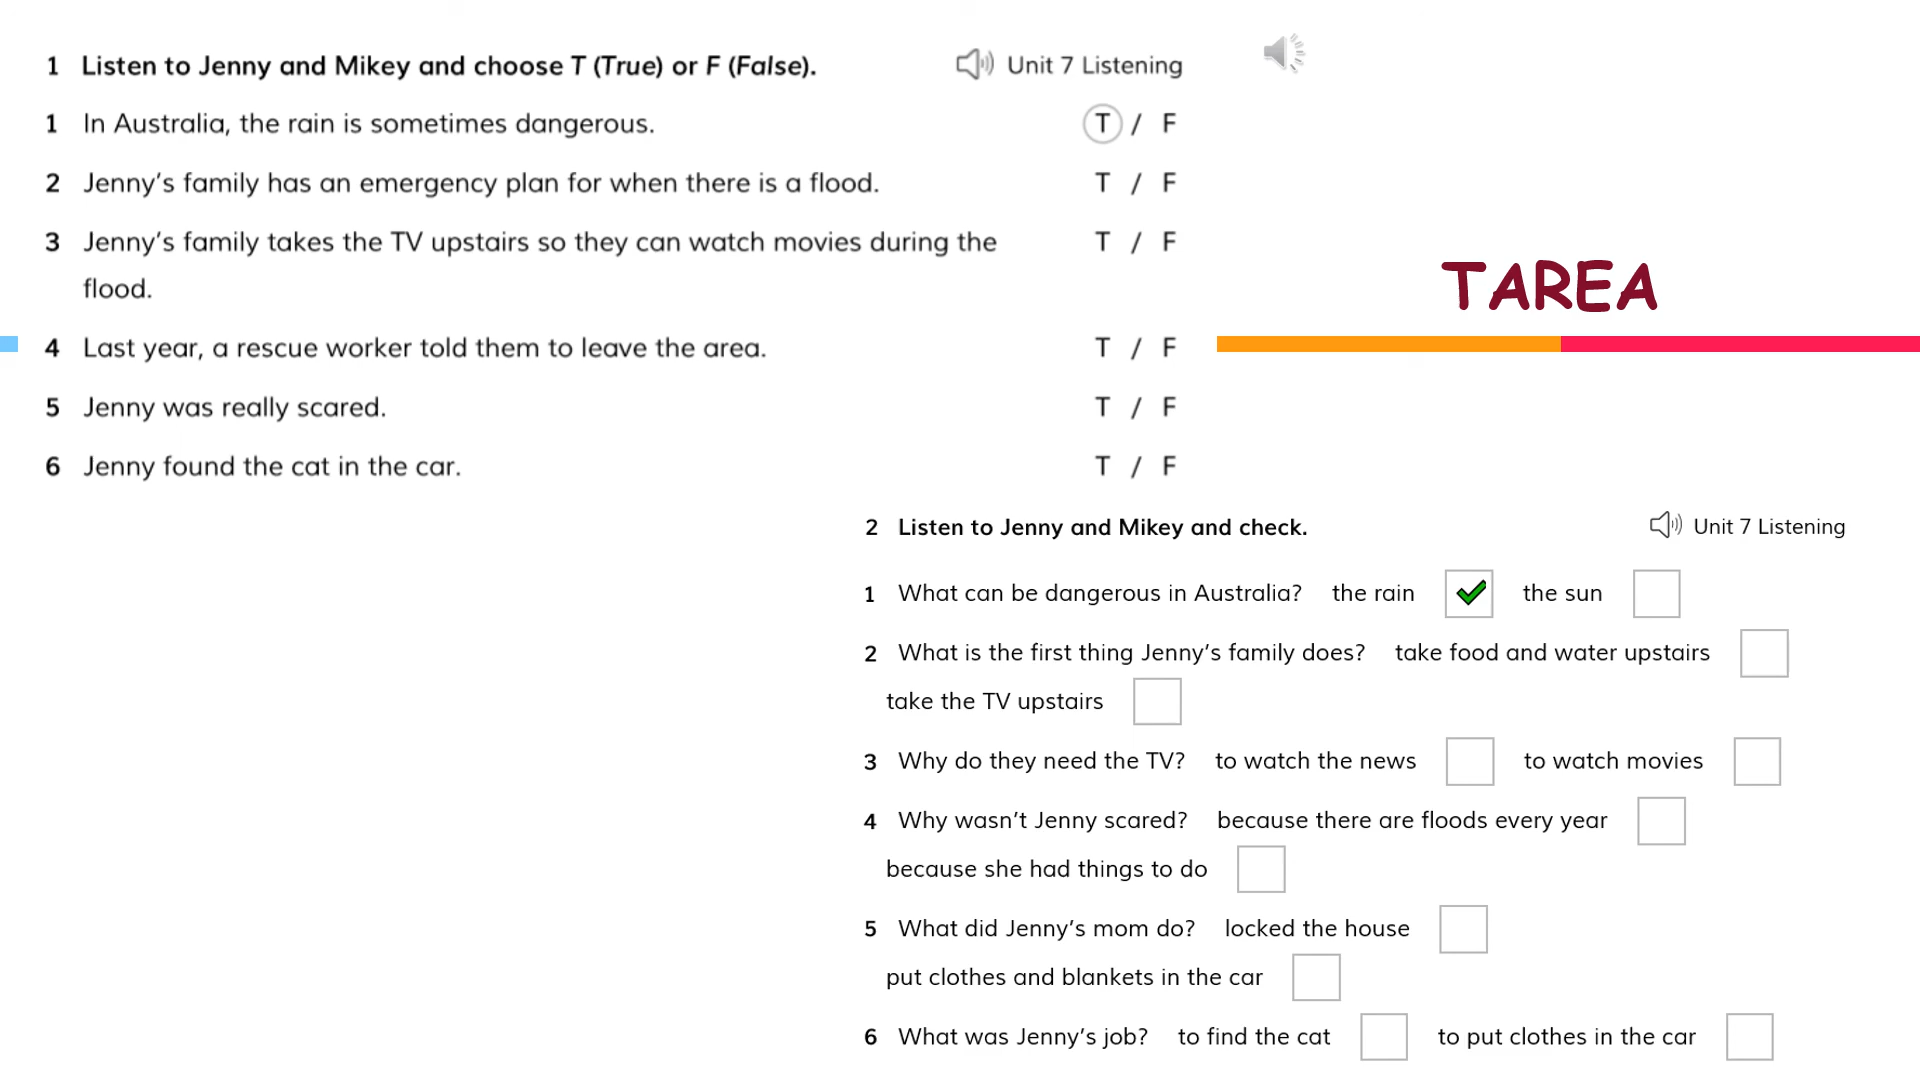 1 Listen to Jenny and Mikey and choose T (True) or F (False). Unit 7 Listening
1 In Australia, the rain is sometimes dangerous. T / F
2 Jenny's family has an emergency plan for when there is a flood. T / F
3 Jenny's family takes the TV upstairs so they can watch movies during the T / F
flood.
4 Last year, a rescue worker told them to leave the area. T / F
5 Jenny was really scared. T / F
6 Jenny found the cat in the car. T / F
TAREA
2 Listen to Jenny and Mikey and check. Unit 7 Listening
1 What can be dangerous in Australia? the rain the sun
2 What is the first thing Jenny's family does? take food and water upstairs
take the TV upstairs
3 Why do they need the TV? to watch the news to watch movies
4 Why wasn't Jenny scared? because there are floods every year
because she had things to do
5 What did Jenny's mom do? locked the house
put clothes and blankets in the car
6 What was Jenny's job? to find the cat to put clothes in the car